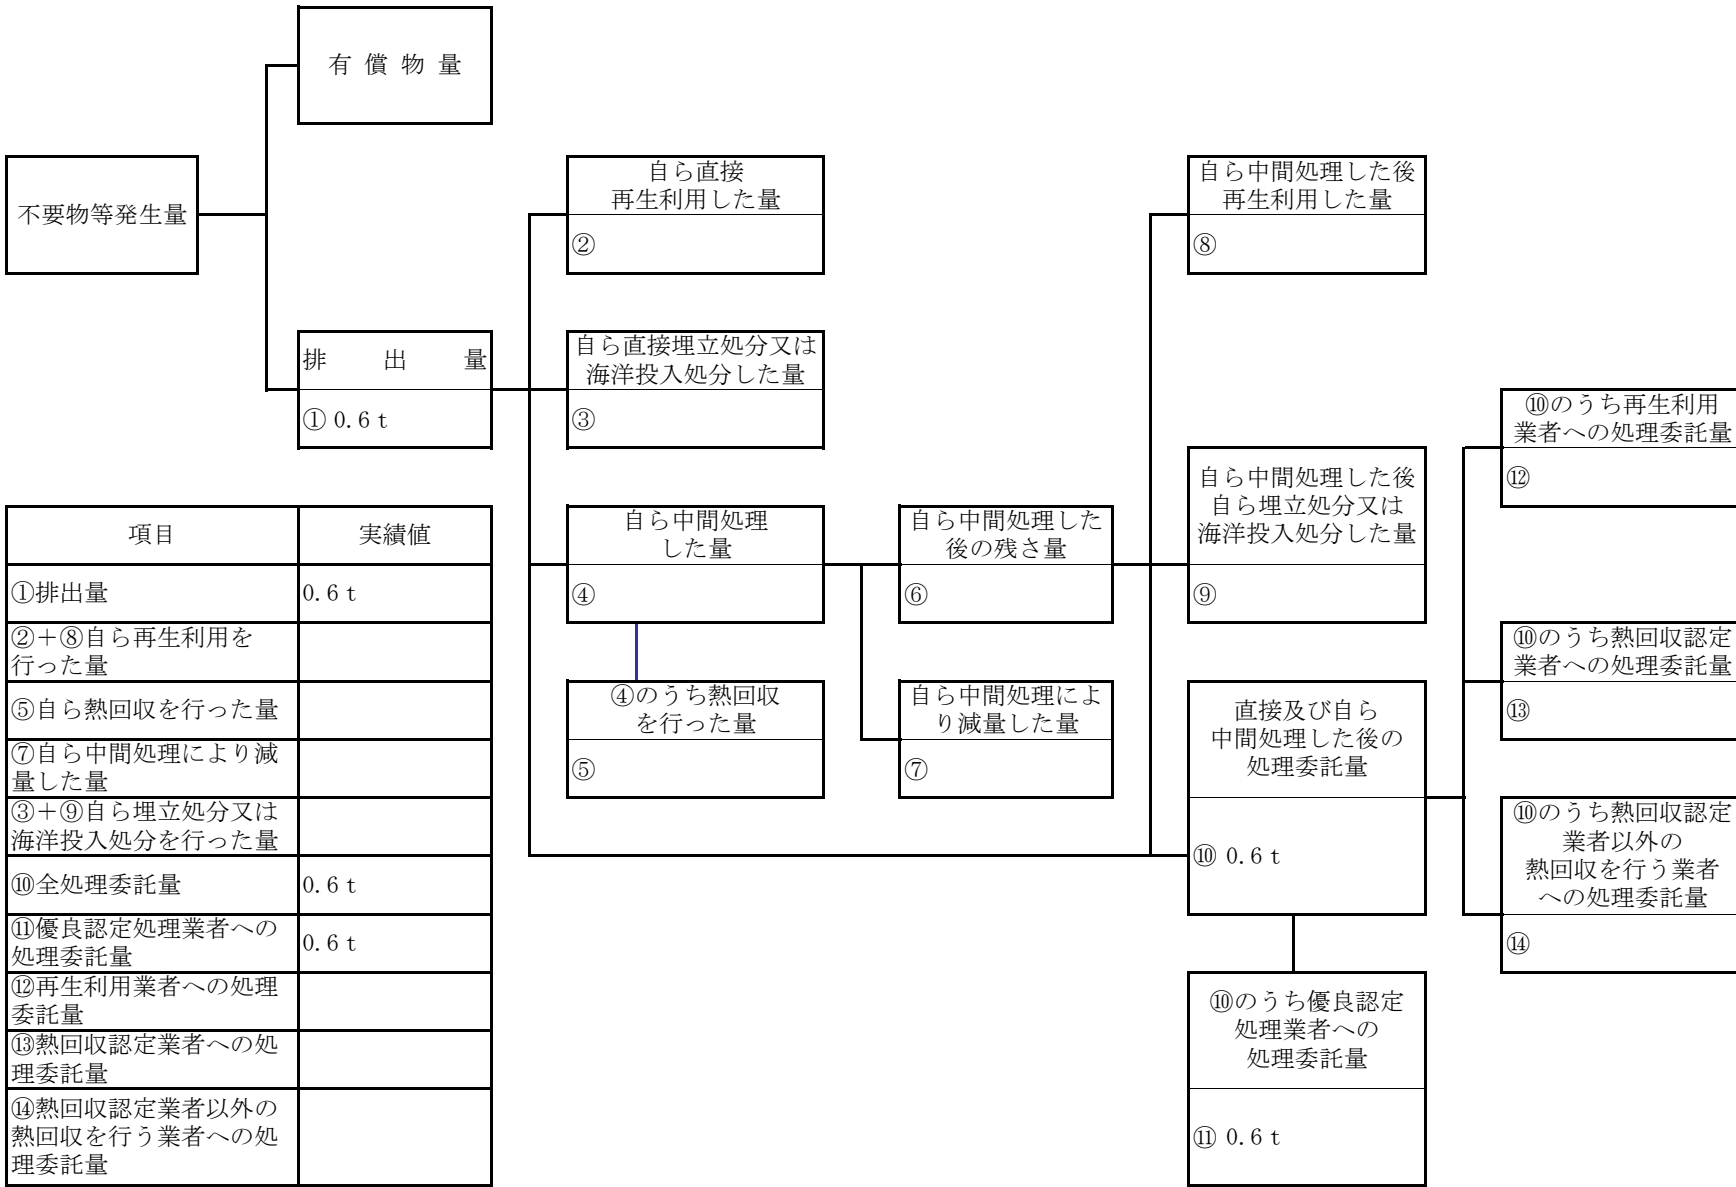 有償物量
不要物等発生量
排出量
① 0.6 t
自ら直接
再生利用した量
②
自ら直接埋立処分又は
海洋投入処分した量
③
自ら中間処理
した量
④
④のうち熱回収
を行った量
⑤
自ら中間処理した
後の残さ量
⑥
自ら中間処理によ
り減量した量
⑦
自ら中間処理した後
再生利用した量
⑧
自ら中間処理した後
自ら埋立処分又は
海洋投入処分した量
⑨
直接及び自ら
中間処理した後の
処理委託量
⑩ 0.6 t
⑩のうち優良認定
処理業者への
処理委託量
⑪ 0.6 t
⑩のうち再生利用
業者への処理委託量
⑫
⑩のうち熱回収認定
業者への処理委託量
⑬
⑩のうち熱回収認定
業者以外の
熱回収を行う業者
への処理委託量
⑭
項目 実績値
①排出量 0.6 t
②+⑧自ら再生利用を
行った量
⑤自ら熱回収を行った量
⑦自ら中間処理により減
量した量
③+⑨自ら埋立処分又は
海洋投入処分を行った量
⑩全処理委託量 0.6 t
⑪優良認定処理業者への
処理委託量 0.6 t
⑫再生利用業者への処理
委託量
⑬熱回収認定業者への処
理委託量
⑭熱回収認定業者以外の
熱回収を行う業者への処
理委託量